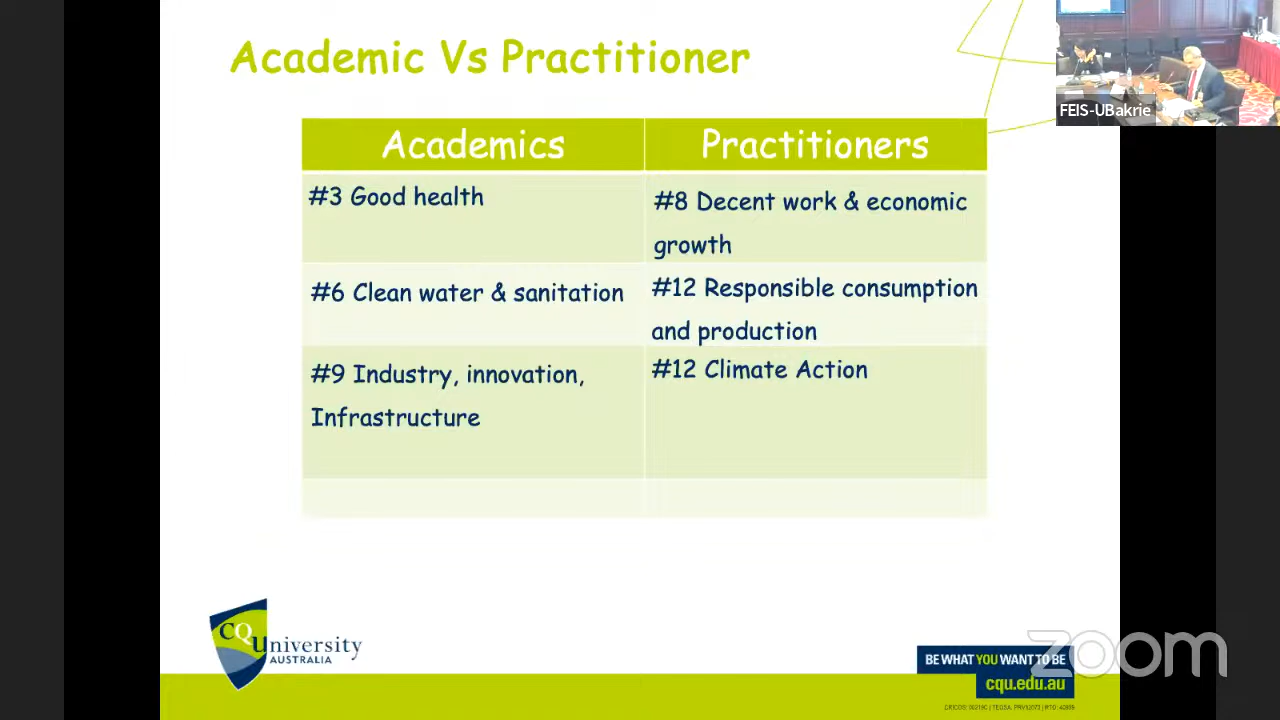 Academic Vs Practitioner
FEIS-UBakrie
Academics
Practitioners
#3 Good health
#8 Decent work & economic
growth
#6 Clean water & sanitation
#12 Responsible consumption
and production
#9 Industry, innovation,
Infrastructure
#12 Climate Action
CQUniversity
AUSTRALIA
BE WHAT YOU WANT TO BE
cqu.edu.au
zoom